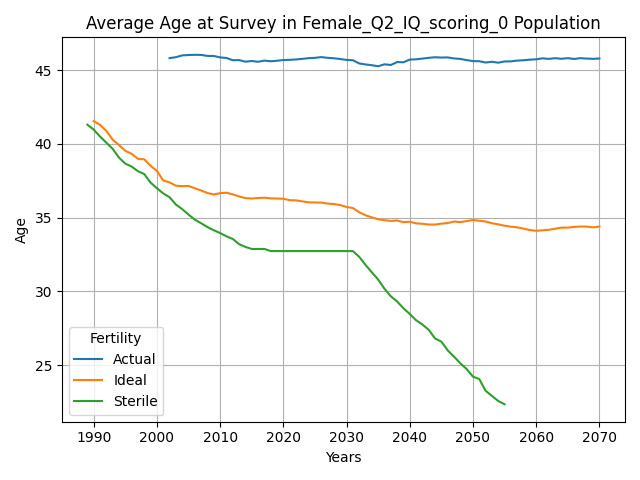 Average Age at Survey in Female_Q2_IQ_scoring_0 Population
Age
45
40
35
30
25
Fertility
Actual
Ideal
Sterile
1990 2000 2010 2020 2030 2040 2050 2060 2070
Years